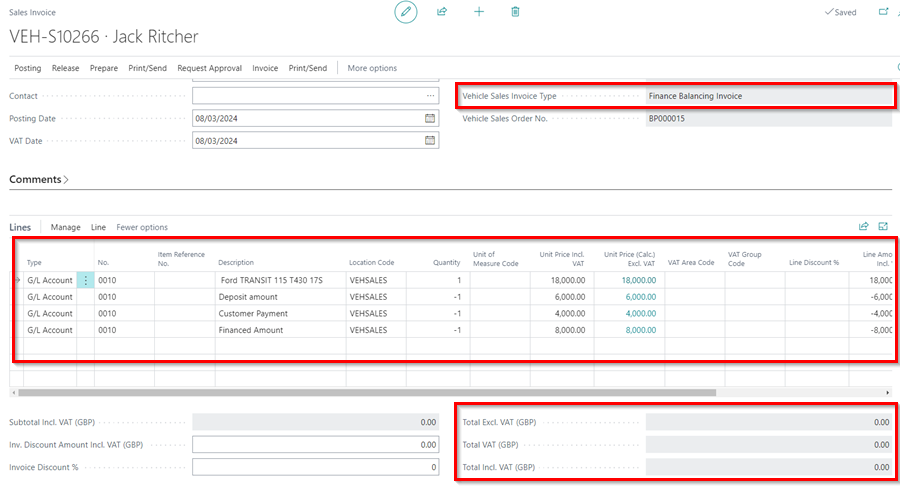 Sales Invoice
Saved
VEH-S10266 · Jack Ritcher
Posting Release Prepare Print/Send Request Approval Invoice Print/Send More options
Contact
Vehicle Sales Invoice Type Finance Balancing Invoice
Posting Date 08/03/2024
Vehicle Sales Order No. BP000015
VAT Date 08/03/2024
Comments
Lines Manage Line Fewer options
Type No. Item Reference No. Description Location Code Quantity Unit of Measure Code Unit Price Incl. VAT Unit Price (Calc.) Excl. VAT VAT Area Code VAT Group Code Line Discount % Line Amo Incl.
G/L Account 0010 Ford TRANSIT 115 T430 17S VEHSALES 1 18,000.00 18,000.00 18,000
G/L Account 0010 Deposit amount VEHSALES -1 6,000.00 6,000.00 -6,000
G/L Account 0010 Customer Payment VEHSALES -1 4,000.00 4,000.00 -4,000
G/L Account 0010 Financed Amount VEHSALES -1 8,000.00 8,000.00 -8,000
Subtotal Incl. VAT (GBP) 0.00
Total Excl. VAT (GBP) 0.00
Inv. Discount Amount Incl. VAT (GBP) 0.00
Total VAT (GBP) 0.00
Invoice Discount % 0
Total Incl. VAT (GBP) 0.00